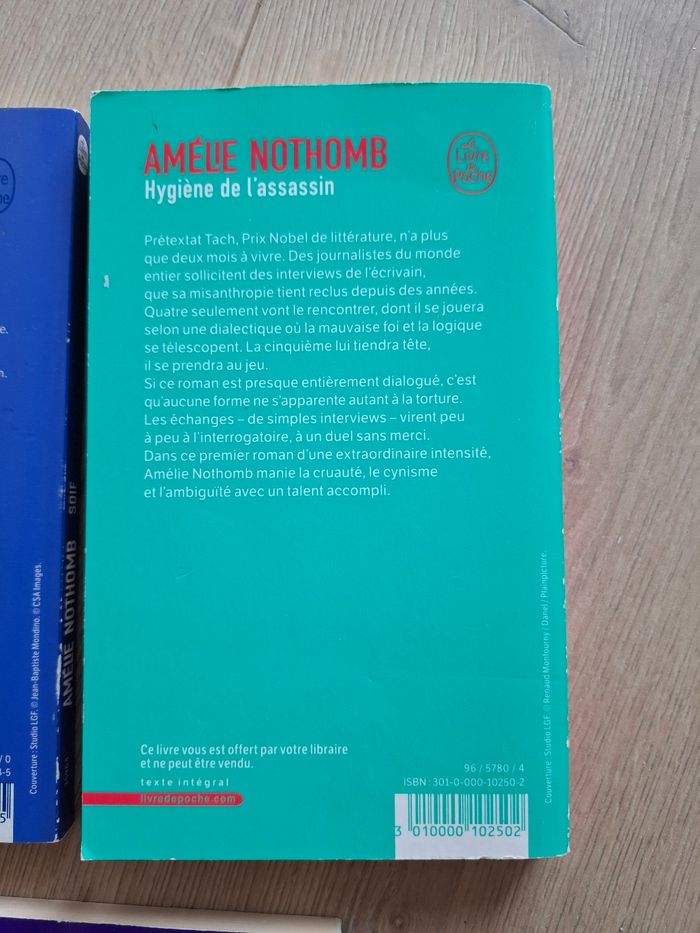 AMÉLIE NOTHOMB
Hygiène de l'assassin
Le Livre de Poche
Prétextat Tach, Prix Nobel de littérature, n'a plus
que deux mois à vivre. Des journalistes du monde
entier sollicitent des interviews de l'écrivain,
que sa misanthropie tient reclus depuis des années.
Quatre seulement vont le rencontrer, dont il se jouera
selon une dialectique où la mauvaise foi et la logique
se télescopent. La cinquième lui tiendra tête,
il se prendra au jeu.
Si ce roman est presque entièrement dialogué, c'est
qu'aucune forme ne s'apparente autant à la torture.
Les échanges – de simples interviews – virent peu
à peu à l'interrogatoire, à un duel sans merci.
Dans ce premier roman d'une extraordinaire intensité,
Amélie Nothomb manie la cruauté, le cynisme
et l'ambiguïté avec un talent accompli.
Couverture : Studio LGF. © Renaud Monfourny / Danel / Plainpicture.
Ce livre vous est offert par votre libraire
et ne peut être vendu.
texte intégral
livredepoche.com
96 / 5780 / 4
ISBN : 301-0-000-10250-2
3 010000 102502
AMÉLIE NOTHOMB SOIF
Couverture : Studio LGF. © Jean-Baptiste Mondino. © CSA Images.